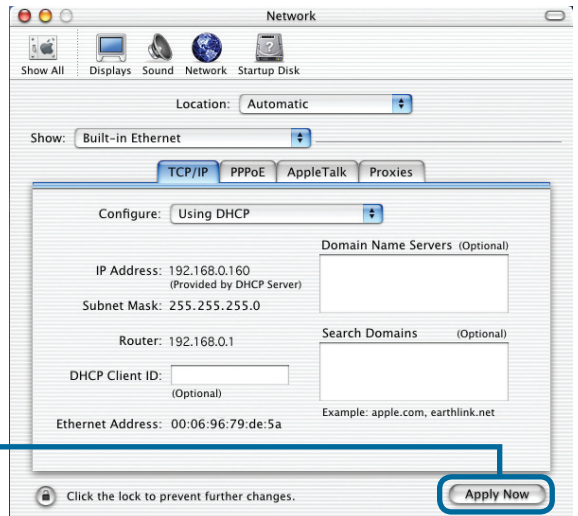 Network
Show All Displays Sound Network Startup Disk
Location: Automatic
Show: Built-in Ethernet
TCP/IP PPPoE AppleTalk Proxies
Configure: Using DHCP
Domain Name Servers (Optional)
IP Address: 192.168.0.160
(Provided by DHCP Server)
Subnet Mask: 255.255.255.0
Router: 192.168.0.1
Search Domains (Optional)
DHCP Client ID:
(Optional)
Example: apple.com, earthlink.net
Ethernet Address: 00:06:96:79:de:5a
Click the lock to prevent further changes.
Apply Now